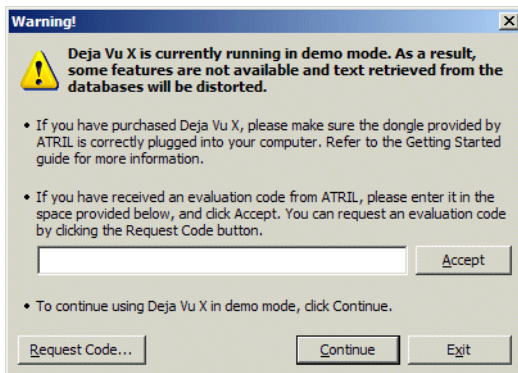 Warning!
Deja Vu X is currently running in demo mode. As a result,
some features are not available and text retrieved from the
databases will be distorted.
• If you have purchased Deja Vu X, please make sure the dongle provided by
ATRIL is correctly plugged into your computer. Refer to the Getting Started
guide for more information.
• If you have received an evaluation code from ATRIL, please enter it in the
space provided below, and click Accept. You can request an evaluation code
by clicking the Request Code button.
Accept
• To continue using Deja Vu X in demo mode, click Continue.
Request Code... Continue Exit